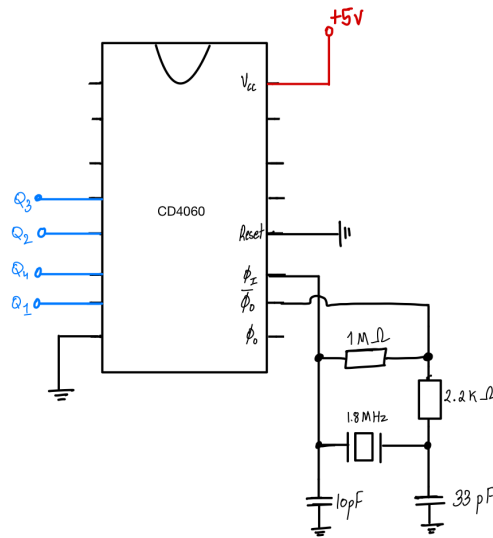 +5V
Vcc
Q3
CD4060
Q2
Reset
Q4
ϕI
Q1
ϕ̅o
ϕo
1MΩ
2.2KΩ
1.8MHz
10pF
33pF